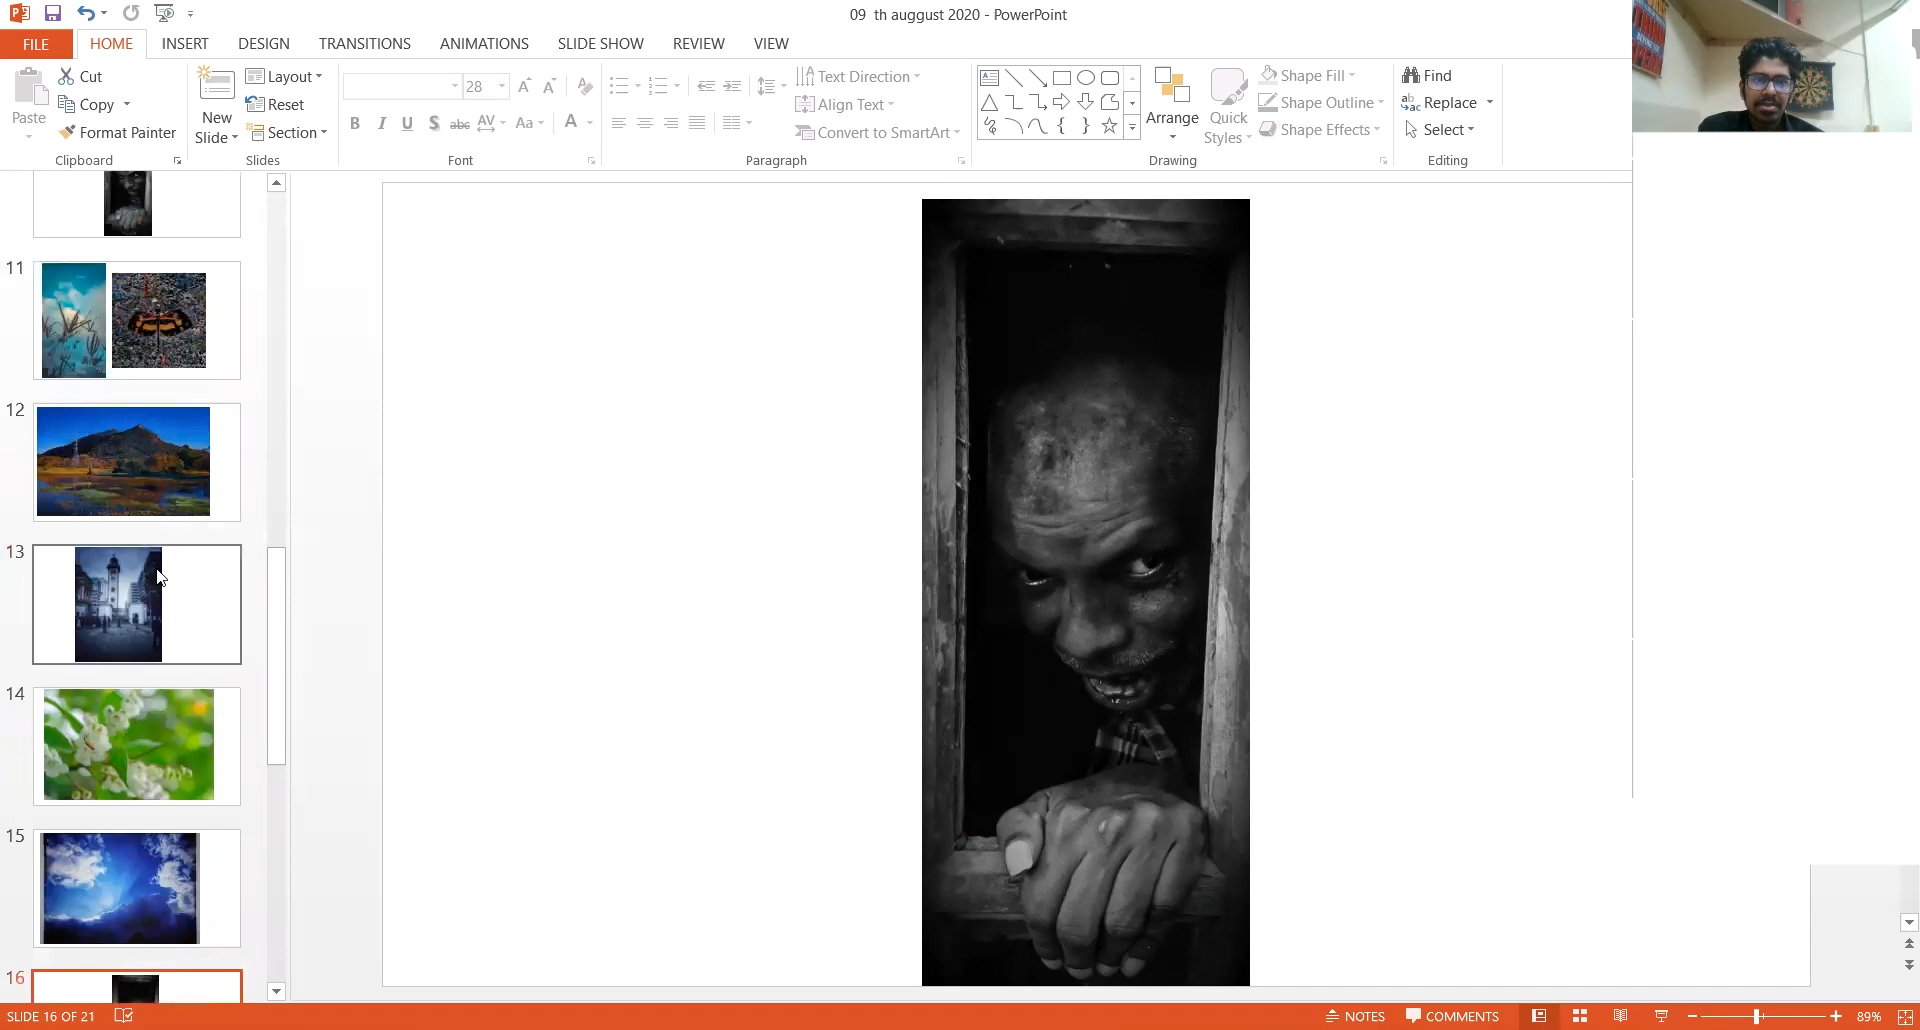 09 th auggust 2020 - PowerPoint
FILE HOME INSERT DESIGN TRANSITIONS ANIMATIONS SLIDE SHOW REVIEW VIEW
Paste
Cut
Copy
Format Painter
Clipboard
New Slide
Layout
Reset
Section
Slides
28
B I U S abc AV Aa A
Font
Text Direction
Align Text
Convert to SmartArt
Paragraph
Arrange
Quick Styles
Shape Fill
Shape Outline
Shape Effects
Drawing
Find
Replace
Select
Editing
11
12
13
14
15
16
SLIDE 16 OF 21
NOTES COMMENTS 89%